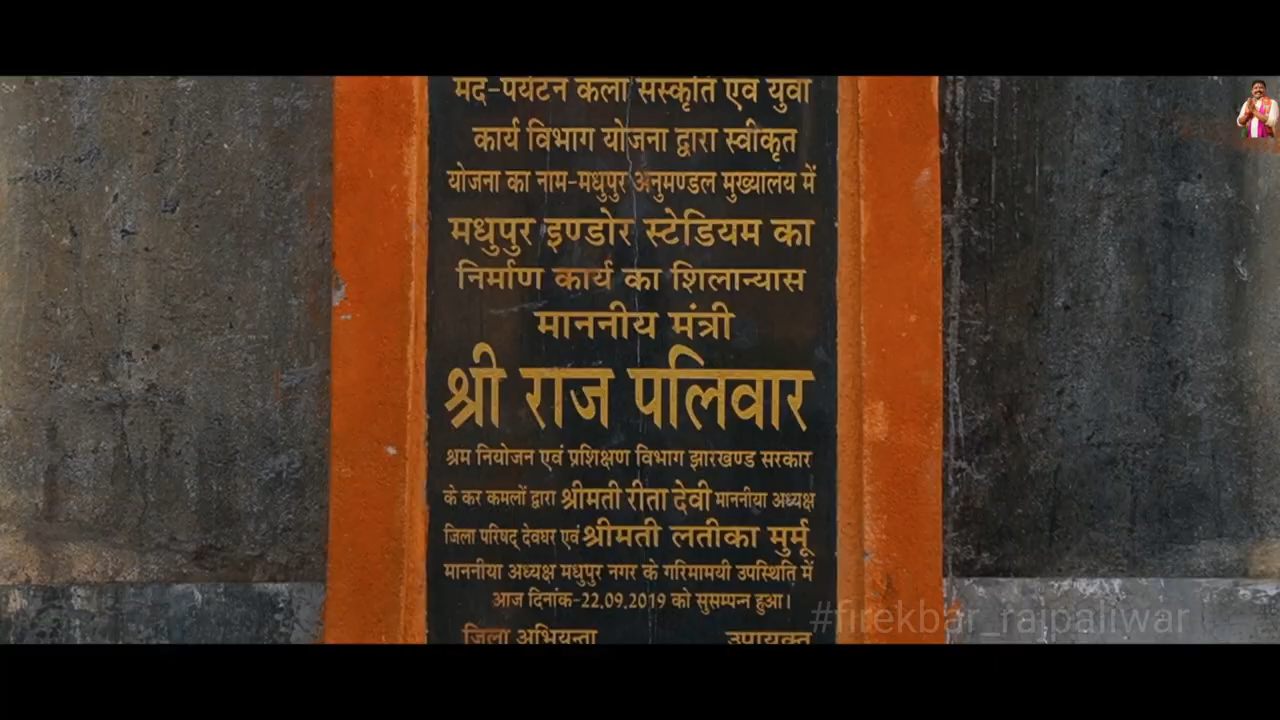 मद-पर्यटन कला संस्कृति एवं युवा
कार्य विभाग योजना द्वारा स्वीकृत
योजना का नाम-मधुपुर अनुमण्डल मुख्यालय में
मधुपुर इण्डोर स्टेडियम का
निर्माण कार्य का शिलान्यास
माननीय मंत्री
श्री राज पलिवार
श्रम नियोजन एवं प्रशिक्षण विभाग झारखण्ड सरकार
के कर कमलों द्वारा श्रीमती रीता देवी माननीया अध्यक्ष
जिला परिषद् देवघर एवं श्रीमती लतीका मुर्मू
माननीया अध्यक्ष मधुपुर नगर के गरिमामयी उपस्थिति में
आज दिनांक-22.09.2019 को सुसम्पन्न हुआ।
जिला अभियन्ता उपायुक्त
#firekbar_rajpaliwar